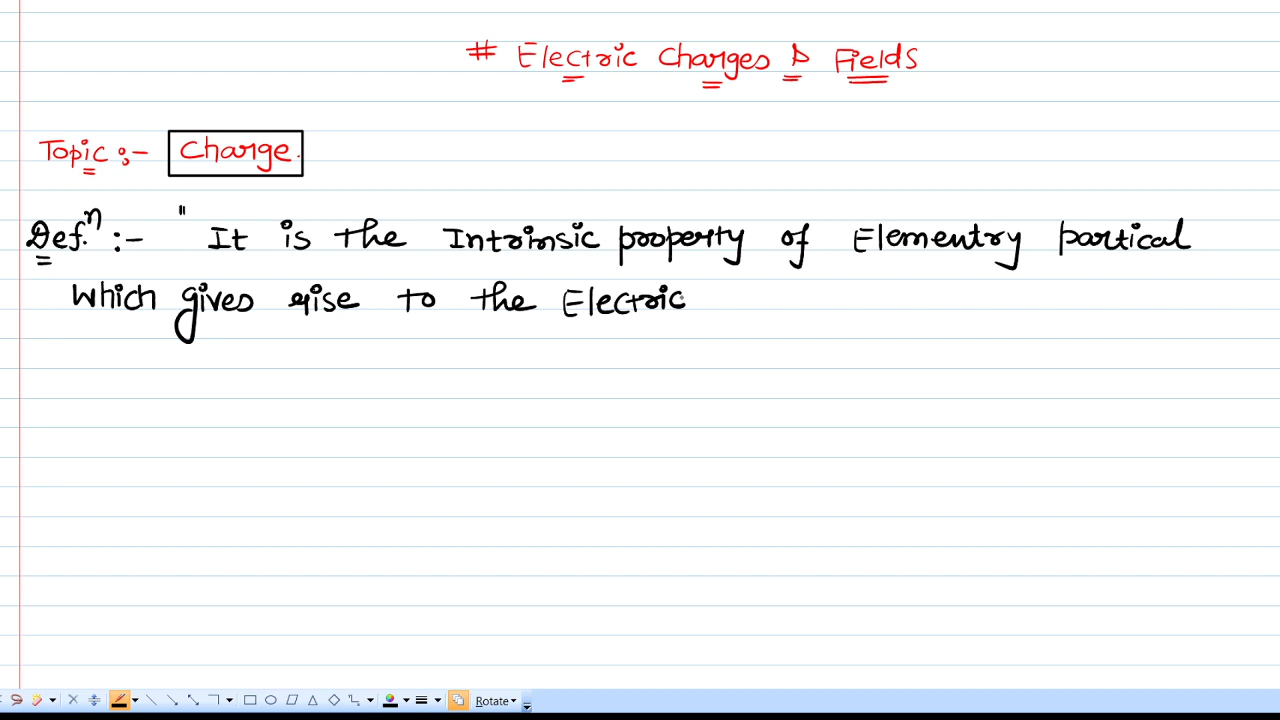 # Electric Charges & Fields
Topic :- Charge.
Def.n :- " It is the Intrinsic property of Elementry partical
which gives rise to the Electric
Rotate